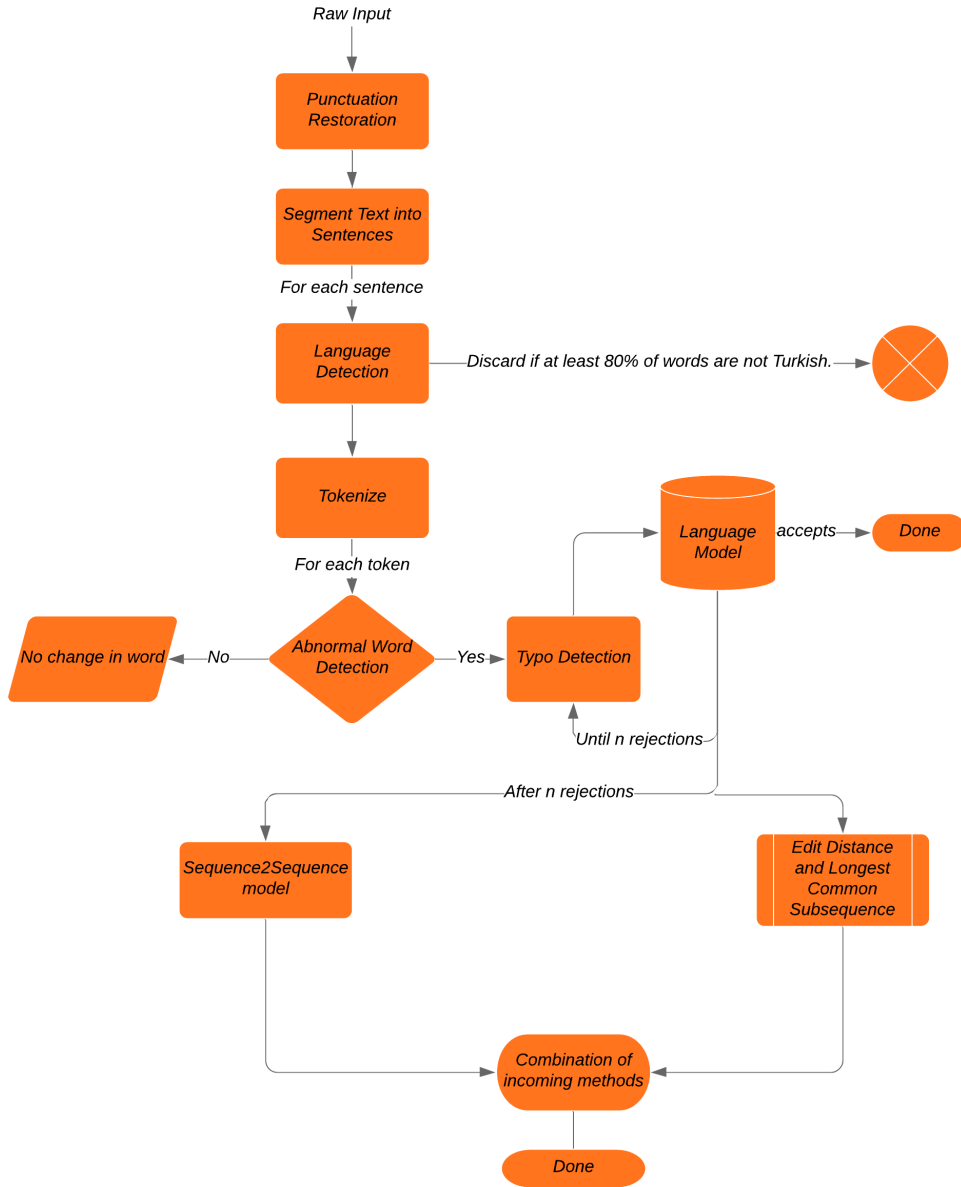 Raw Input
Punctuation
Restoration
Segment Text into
Sentences
For each sentence
Language
Detection
Discard if at least 80% of words are not Turkish.
Tokenize
For each token
Language
Model
accepts
Done
No change in word
No
Abnormal Word
Detection
Yes
Typo Detection
Until n rejections
After n rejections
Sequence2Sequence
model
Edit Distance
and Longest
Common
Subsequence
Combination of
incoming methods
Done